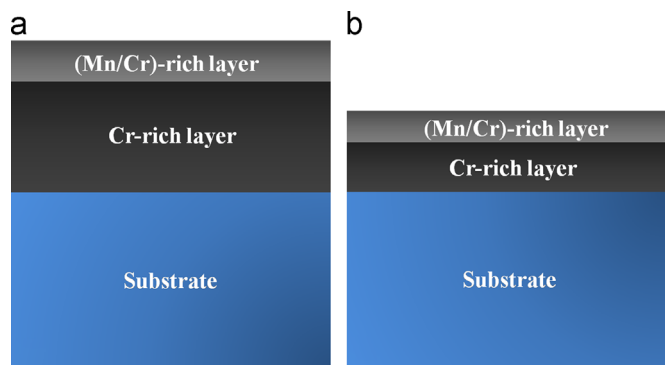 a
(Mn/Cr)-rich layer
Cr-rich layer
Substrate
b
(Mn/Cr)-rich layer
Cr-rich layer
Substrate